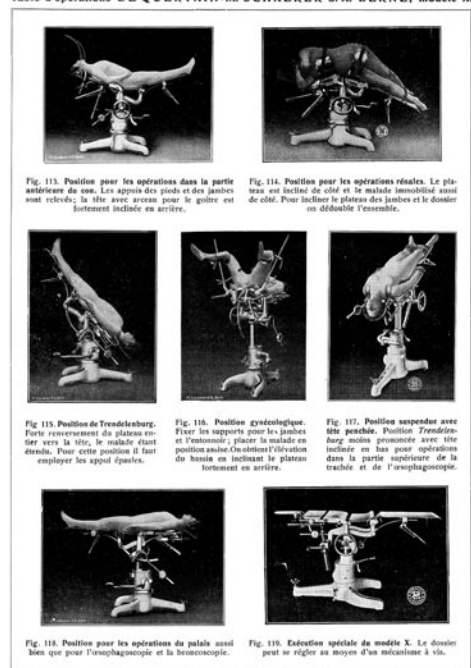 Table d'opérations DE QUERVAIN-M. SCHAERER S.A. BERNE, modèle X
Fig. 113. Position pour les opérations dans la partie
antérieure du cou. Les appuis des pieds et des jambes
sont relevés; la tête avec arceau pour le goitre est
fortement inclinée en arrière.
Fig. 114. Position pour les opérations rénales. Le pla-
teau est incliné de côté et le malade immobilisé aussi
de côté. Pour incliner le plateau des jambes et le dossier
on dédouble l'ensemble.
Fig 115. Position de Trendelenburg.
Forte renversement du plateau en-
tier vers la tête, le malade étant
étendu. Pour cette position il faut
employer les appui épaules.
Fig. 116. Position gynécologique.
Fixer les supports pour les jambes
et l'entonnoir; placer la malade en
position assise. On obtient l'élévation
du bassin en inclinant le plateau
fortement en arrière.
Fig. 117. Position suspendue avec
tête penchée. Position Trendelen-
burg moins prononcée avec tête
inclinée en bas pour opérations
dans la partie supérieure de la
trachée et de l'œsophagoscopie.
Fig. 118. Position pour les opérations du palais aussi
bien que pour l'œsophagoscopie et la broncoscopie.
Fig. 119. Exécution spéciale du modèle X. Le dossier
peut se régler au moyen d'un mécanisme à vis.